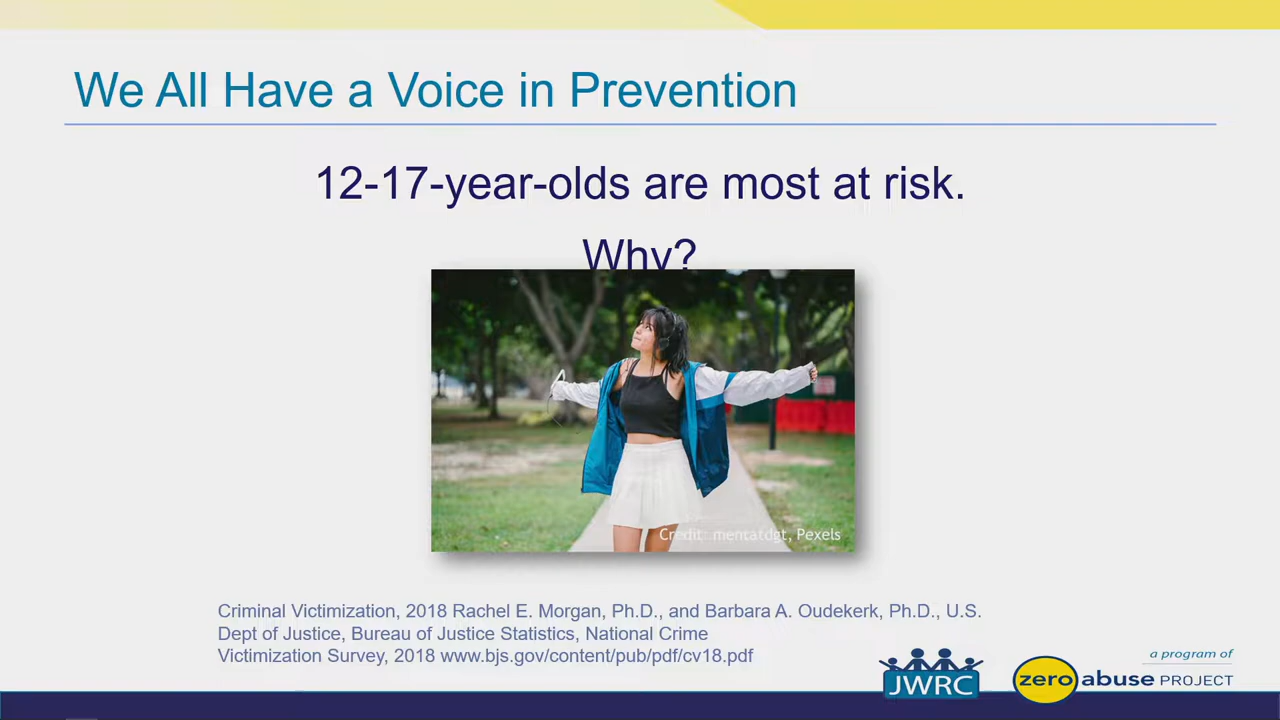 We All Have a Voice in Prevention
12-17-year-olds are most at risk.
Why?
Credit: mentatdgt, Pexels
Criminal Victimization, 2018 Rachel E. Morgan, Ph.D., and Barbara A. Oudekerk, Ph.D., U.S.
Dept of Justice, Bureau of Justice Statistics, National Crime
Victimization Survey, 2018 www.bjs.gov/content/pub/pdf/cv18.pdf
JWRC
a program of
zero abuse PROJECT